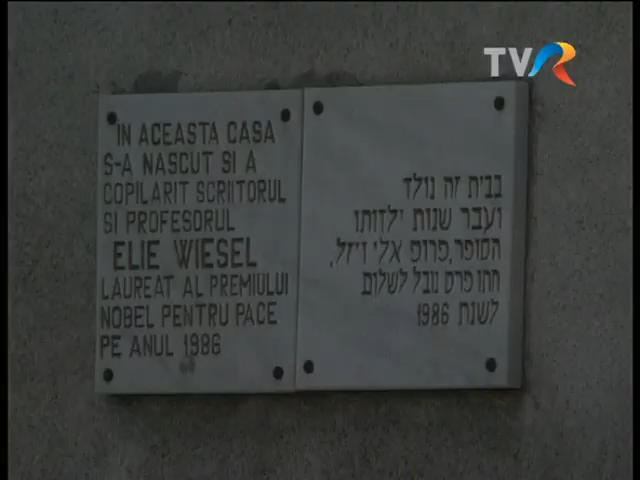 TVR
IN ACEASTA CASA
S-A NASCUT SI A
COPILARIT SCRIITORUL
SI PROFESORUL
ELIE WIESEL
LAUREAT AL PREMIULUI
NOBEL PENTRU PACE
PE ANUL 1986
בבית זה נולד
ועבר שנות ילדותו
הסופר, פרופ אלי ויזל,
חתן פרס נובל לשלום
לשנת 1986